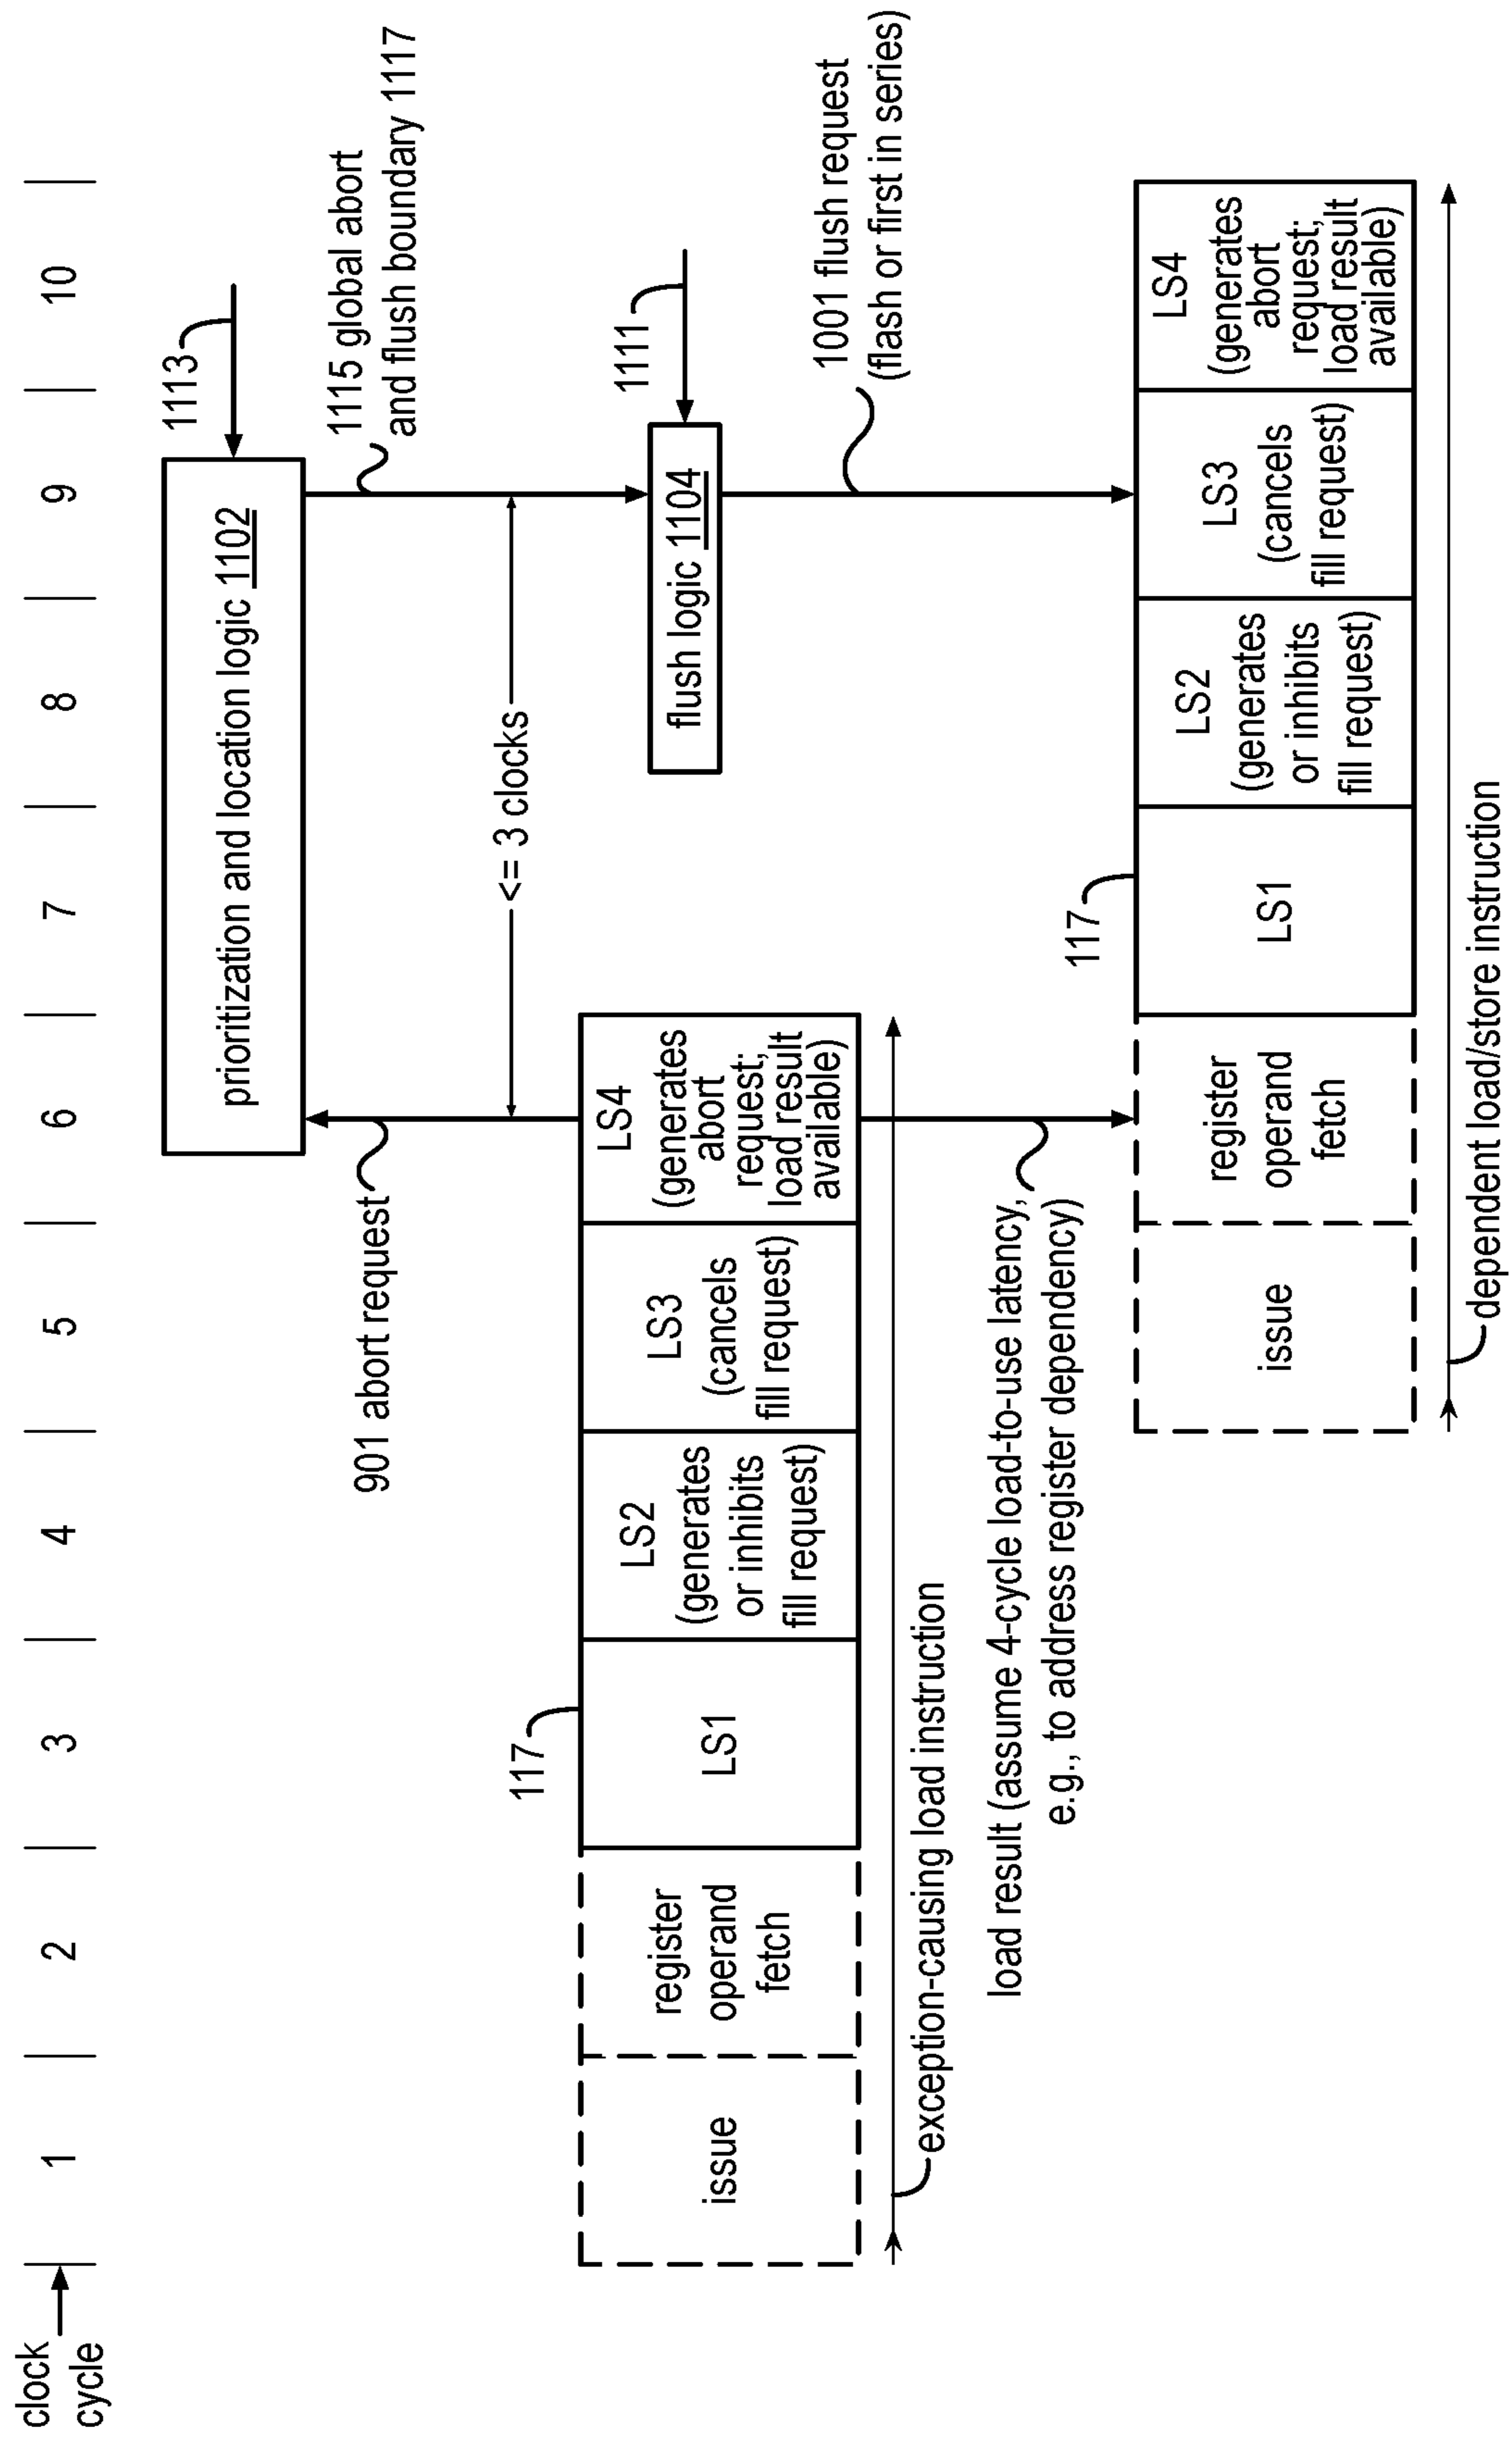 clock
cycle
1
2
3
4
5
6
7
8
9
10
prioritization and location logic 1102
1113
901 abort request
1115 global abort
and flush boundary 1117
<= 3 clocks
flush logic 1104
1111
117
issue
register
operand
fetch
LS1
LS2
(generates
or inhibits
fill request)
LS3
(cancels
fill request)
LS4
(generates
abort
request;
load result
available)
1001 flush request
(flash or first in series)
exception-causing load instruction
load result (assume 4-cycle load-to-use latency,
e.g., to address register dependency)
117
issue
register
operand
fetch
LS1
LS2
(generates
or inhibits
fill request)
LS3
(cancels
fill request)
LS4
(generates
abort
request;
load result
available)
dependent load/store instruction